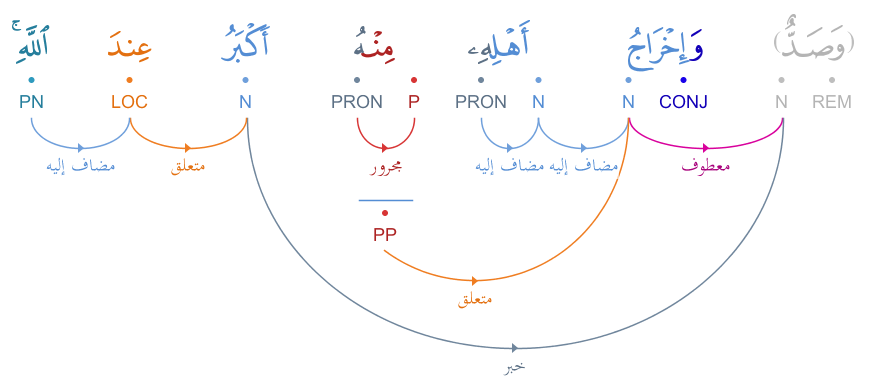 (وَصَدٌّۢ) وَإِخْرَاجُ أَهْلِهِۦ مِنْهُ أَكْبَرُ عِندَ ٱللَّهِ ۚ
REM N CONJ N N PRON P PRON N LOC PN
معطوف مضاف إليه مضاف إليه مجرور متعلق مضاف إليه
PP
متعلق
خبر